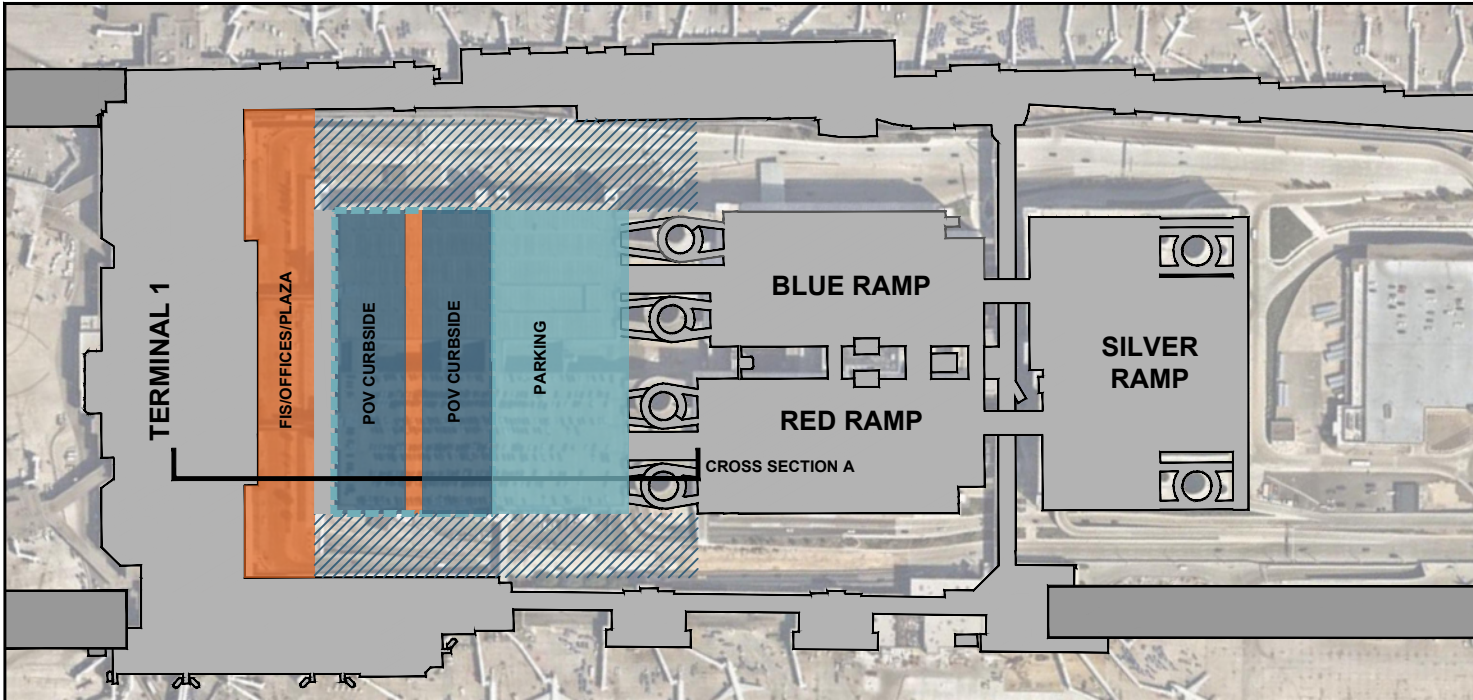 TERMINAL 1
FIS/OFFICES/PLAZA
POV CURBSIDE
POV CURBSIDE
PARKING
BLUE RAMP
RED RAMP
SILVER
RAMP
CROSS SECTION A